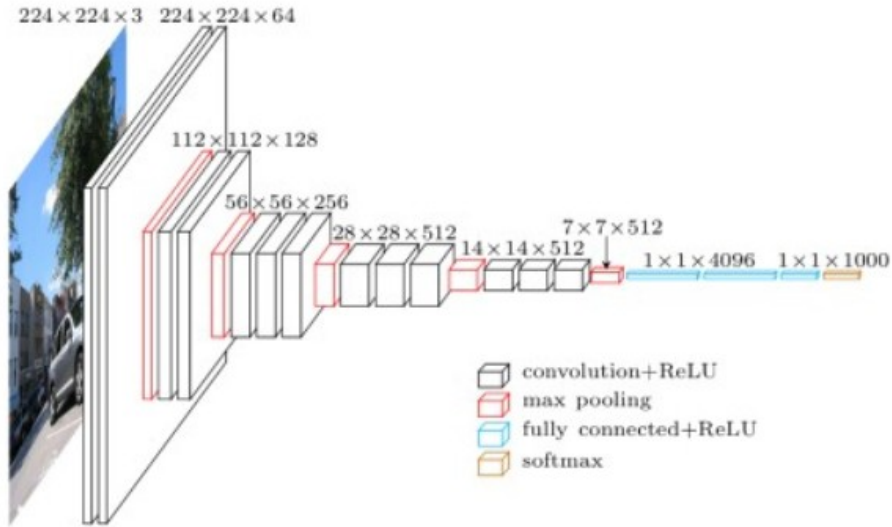 224×224×3
224×224×64
112×112×128
56×56×256
28×28×512
14×14×512
7×7×512
1×1×4096
1×1×1000
convolution+ReLU
max pooling
fully connected+ReLU
softmax